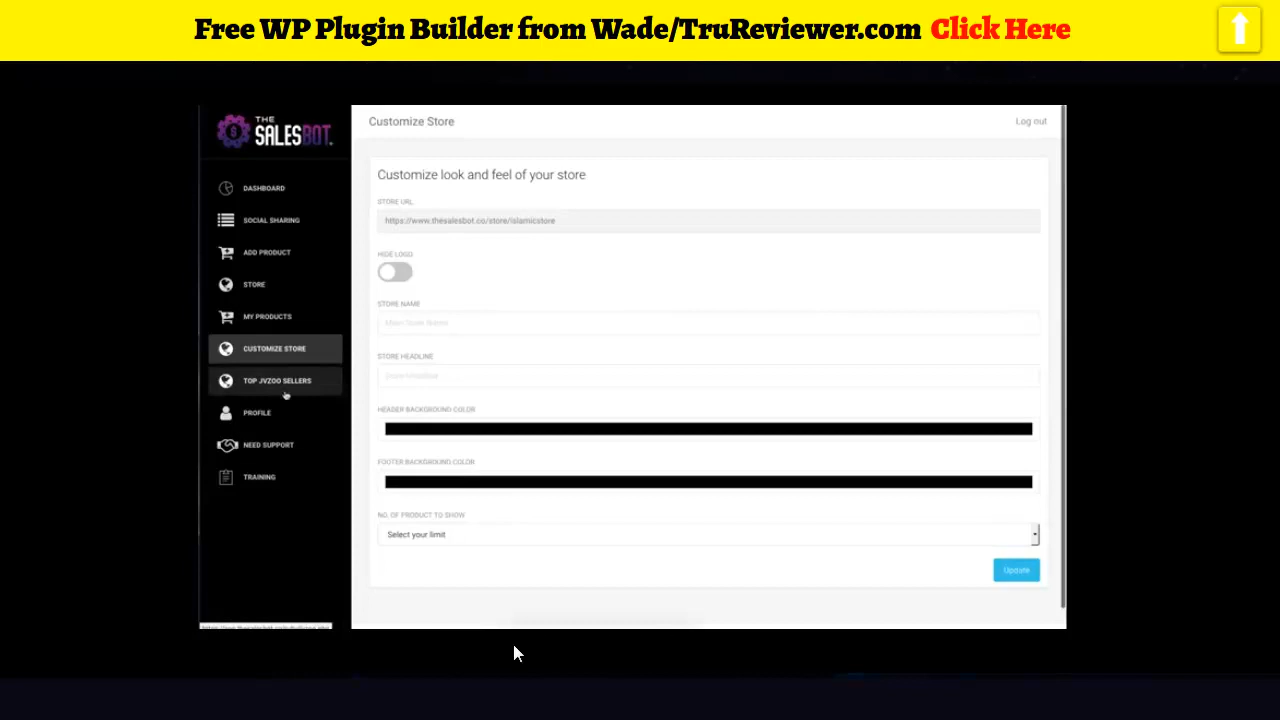 Free WP Plugin Builder from Wade/TruReviewer.com Click Here
THE
SALESBOT.
Customize Store
Log out
DASHBOARD
SOCIAL SHARING
ADD PRODUCT
STORE
MY PRODUCTS
CUSTOMIZE STORE
TOP JVZOO SELLERS
PROFILE
NEED SUPPORT
TRAINING
Customize look and feel of your store
STORE URL
https://www.thesalesbot.co/store/islamicstore
HIDE LOGO
STORE NAME
STORE HEADLINE
HEADER BACKGROUND COLOR
FOOTER BACKGROUND COLOR
NO. OF PRODUCT TO SHOW
Select your limit
Update